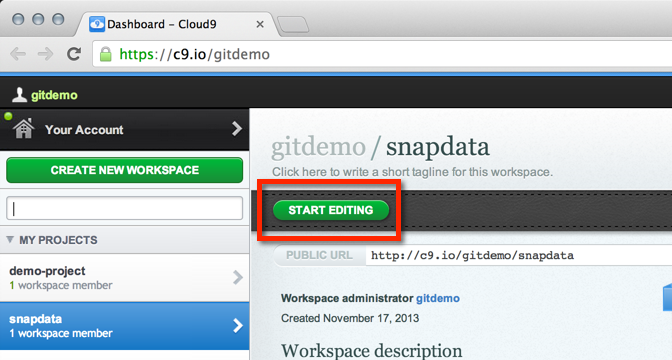 Dashboard - Cloud9
https://c9.io/gitdemo
gitdemo
Your Account
CREATE NEW WORKSPACE
MY PROJECTS
demo-project
1 workspace member
snapdata
1 workspace member
gitdemo / snapdata
Click here to write a short tagline for this workspace.
START EDITING
PUBLIC URL http://c9.io/gitdemo/snapdata
Workspace administrator gitdemo
Created November 17, 2013
Workspace description